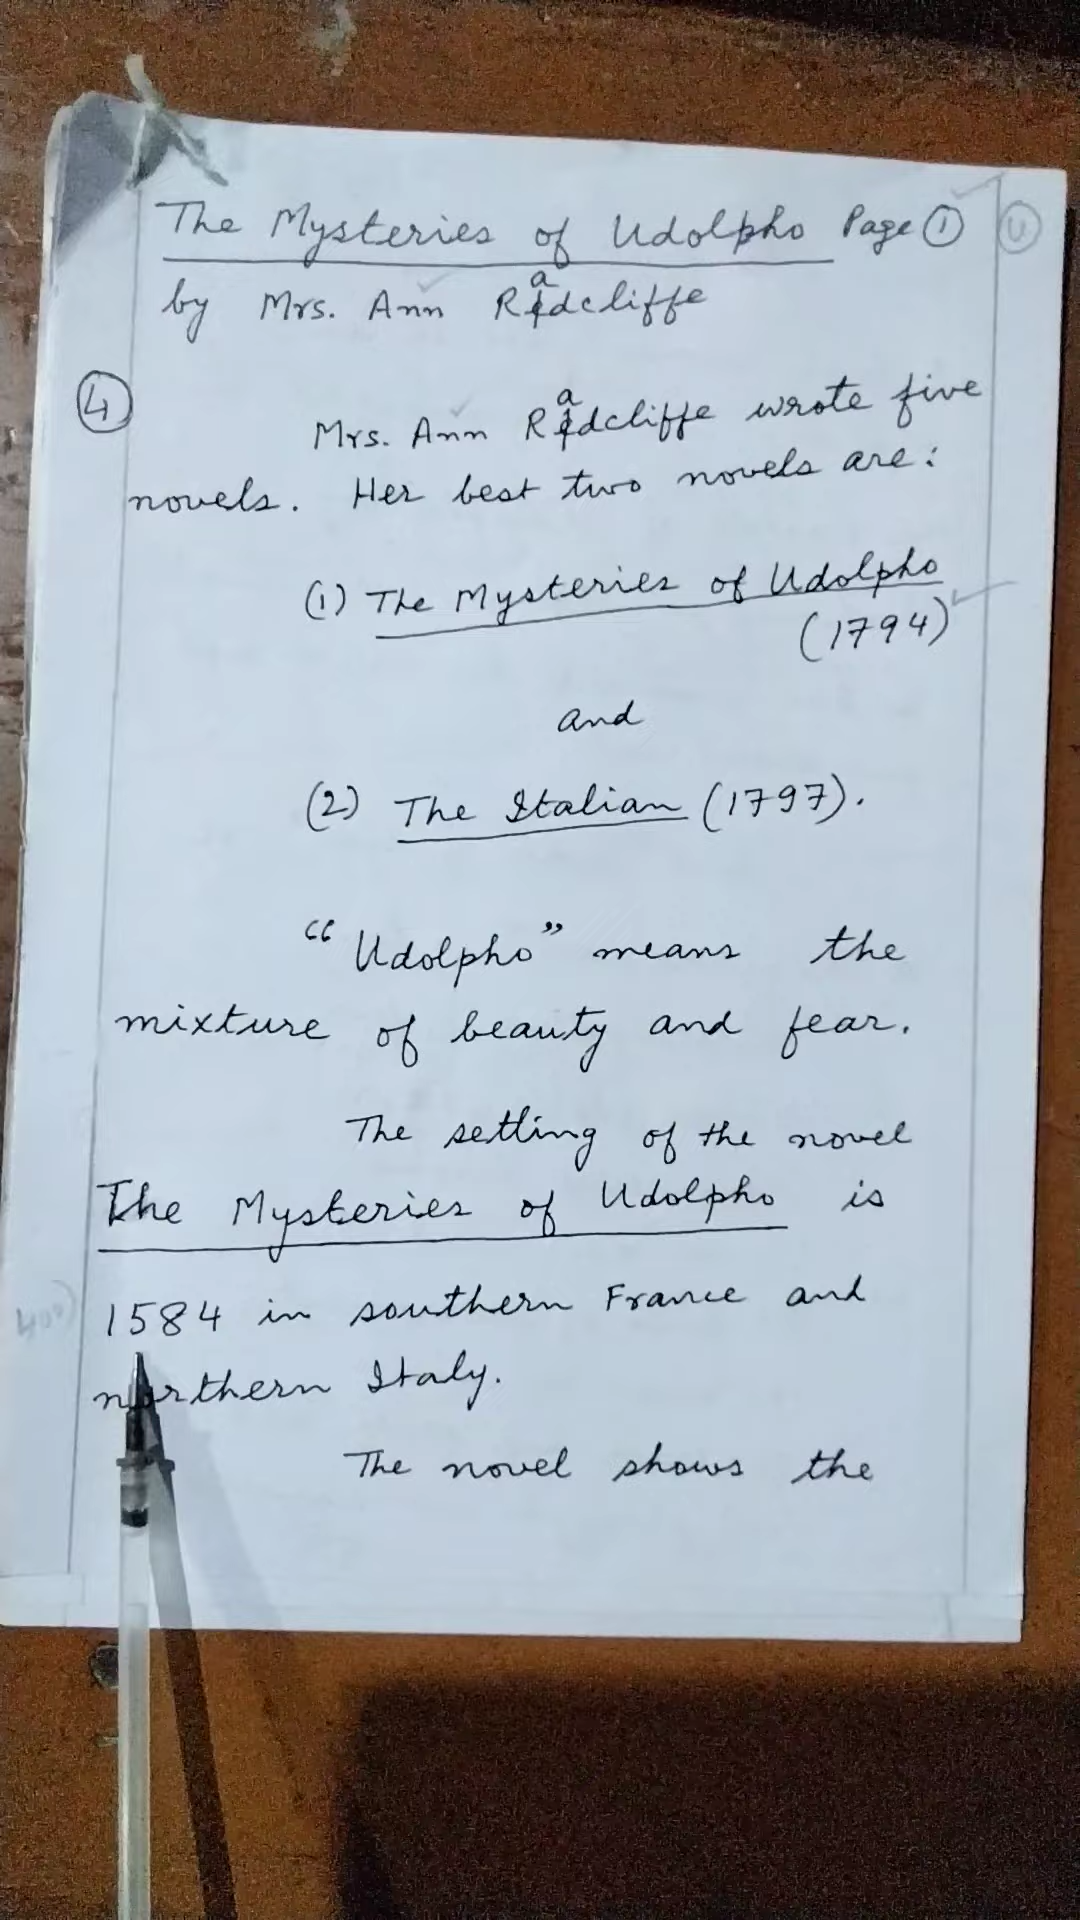 The Mysteries of Udolpho Page 1
by Mrs. Ann Radcliffe
4
Mrs. Ann Radcliffe wrote five
novels. Her best two novels are:
(1) The Mysteries of Udolpho
(1794)
and
(2) The Italian (1797).
“Udolpho” means the
mixture of beauty and fear.
The setting of the novel
The Mysteries of Udolpho is
1584 in southern France and
northern Italy.
The novel shows the